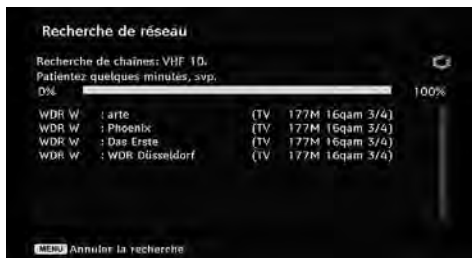 Recherche de réseau
Recherche de chaînes: VHF 10.
Patientez quelques minutes, svp.
0% 100%
WDR W : arte (TV 177M 16qam 3/4)
WDR W : Phoenix (TV 177M 16qam 3/4)
WDR W : Das Erste (TV 177M 16qam 3/4)
WDR W : WDR Düsseldorf (TV 177M 16qam 3/4)
MENU Annuler la recherche